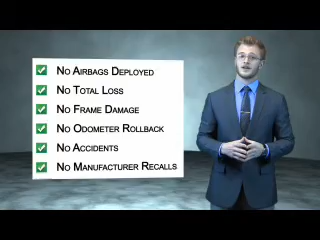 No Airbags Deployed
No Total Loss
No Frame Damage
No Odometer Rollback
No Accidents
No Manufacturer Recalls